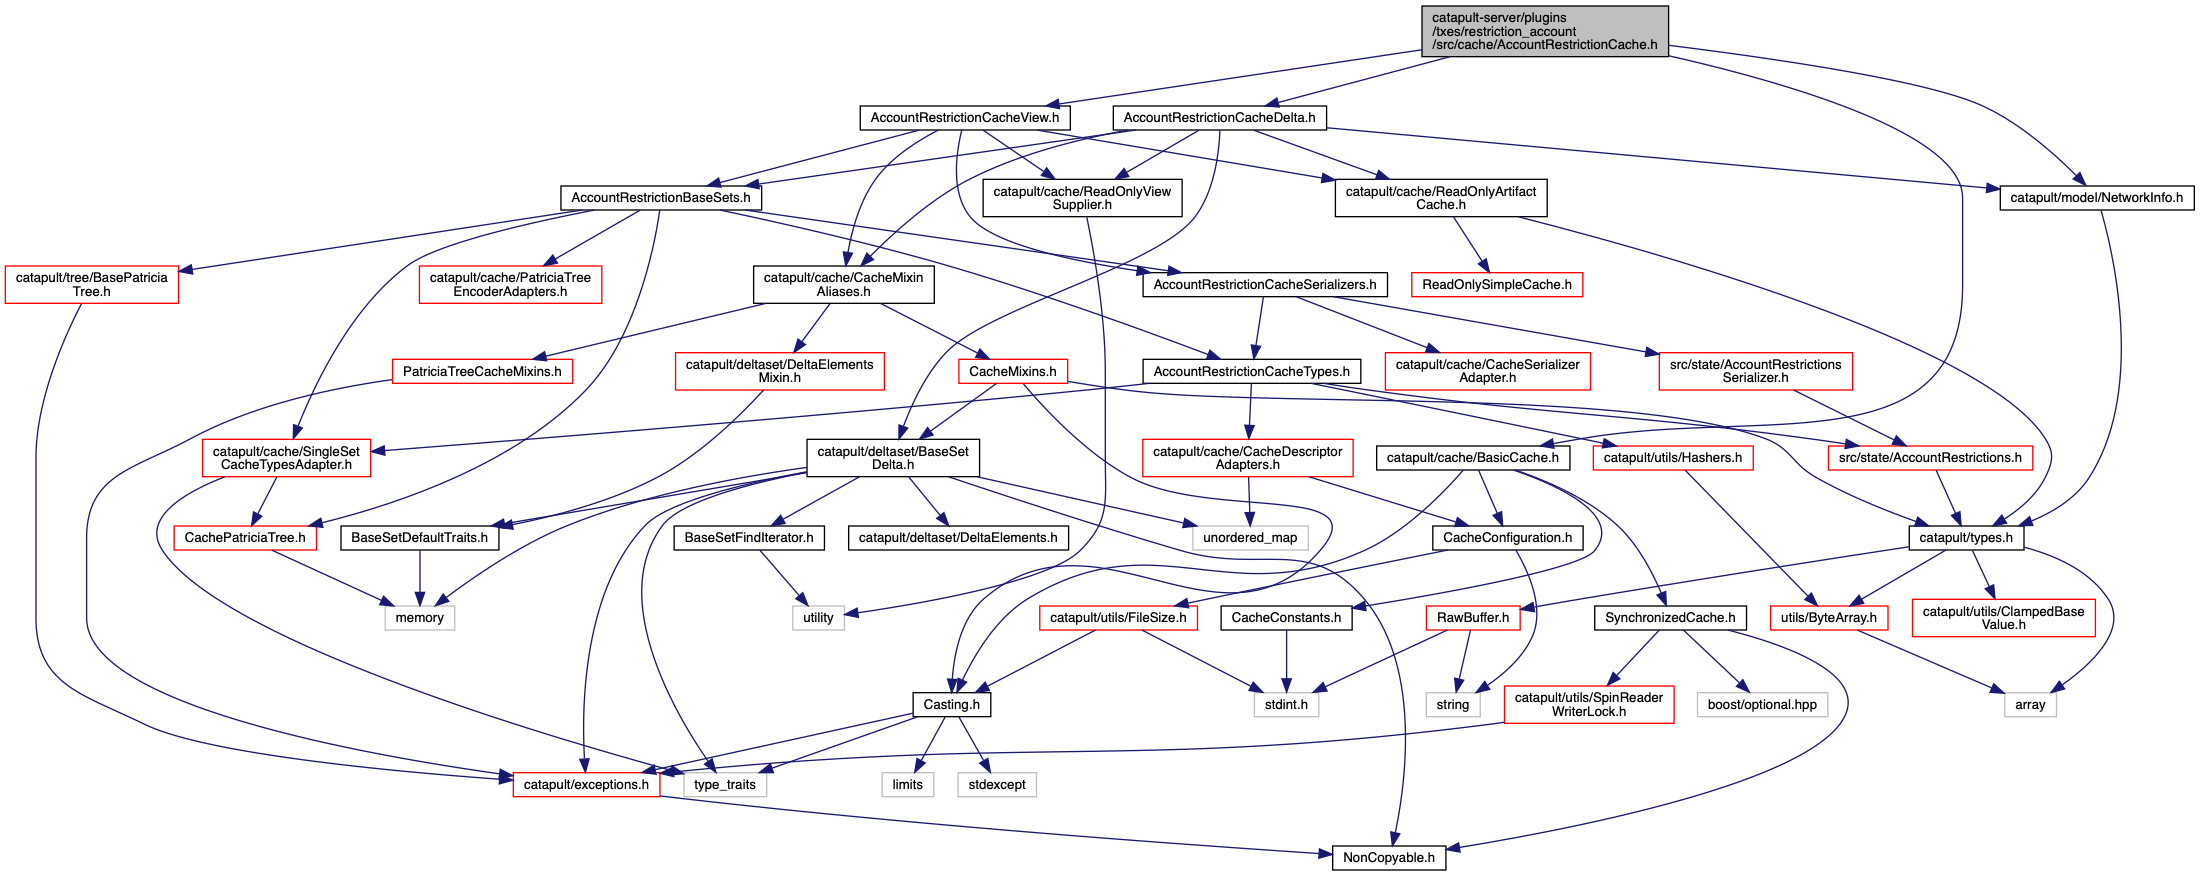 catapult-server/plugins
/txes/restriction_account
/src/cache/AccountRestrictionCache.h
AccountRestrictionCacheView.h
AccountRestrictionCacheDelta.h
AccountRestrictionBaseSets.h
catapult/cache/ReadOnlyView
Supplier.h
catapult/cache/ReadOnlyArtifact
Cache.h
catapult/model/NetworkInfo.h
catapult/tree/BasePatricia
Tree.h
catapult/cache/PatriciaTree
EncoderAdapters.h
catapult/cache/CacheMixin
Aliases.h
AccountRestrictionCacheSerializers.h
ReadOnlySimpleCache.h
PatriciaTreeCacheMixins.h
catapult/deltaset/DeltaElements
Mixin.h
CacheMixins.h
AccountRestrictionCacheTypes.h
catapult/cache/CacheSerializer
Adapter.h
src/state/AccountRestrictions
Serializer.h
catapult/cache/SingleSet
CacheTypesAdapter.h
catapult/deltaset/BaseSet
Delta.h
catapult/cache/CacheDescriptor
Adapters.h
catapult/cache/BasicCache.h
catapult/utils/Hashers.h
src/state/AccountRestrictions.h
CachePatriciaTree.h
BaseSetDefaultTraits.h
BaseSetFindIterator.h
catapult/deltaset/DeltaElements.h
unordered_map
CacheConfiguration.h
catapult/types.h
memory
utility
catapult/utils/FileSize.h
CacheConstants.h
RawBuffer.h
SynchronizedCache.h
utils/ByteArray.h
catapult/utils/ClampedBase
Value.h
Casting.h
stdint.h
string
catapult/utils/SpinReader
WriterLock.h
boost/optional.hpp
array
catapult/exceptions.h
type_traits
limits
stdexcept
NonCopyable.h